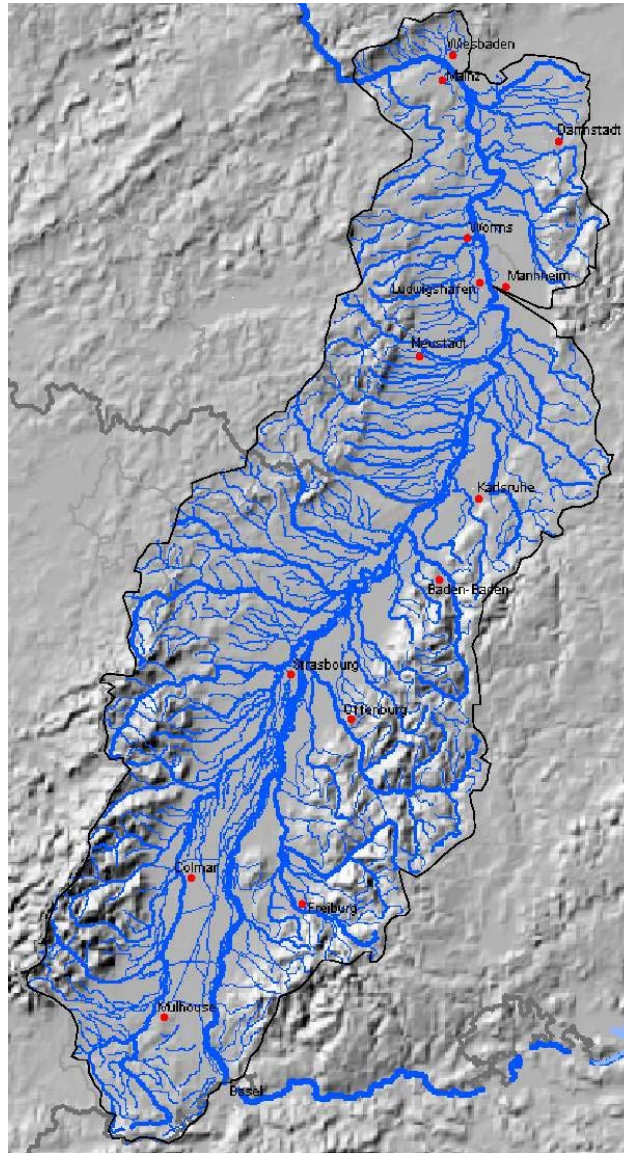 Wiesbaden
Mainz
Darmstadt
Worms
Mannheim
Ludwigshafen
Neustadt
Karlsruhe
Baden-Baden
Strasbourg
Offenburg
Colmar
Freiburg
Mulhouse
Basel